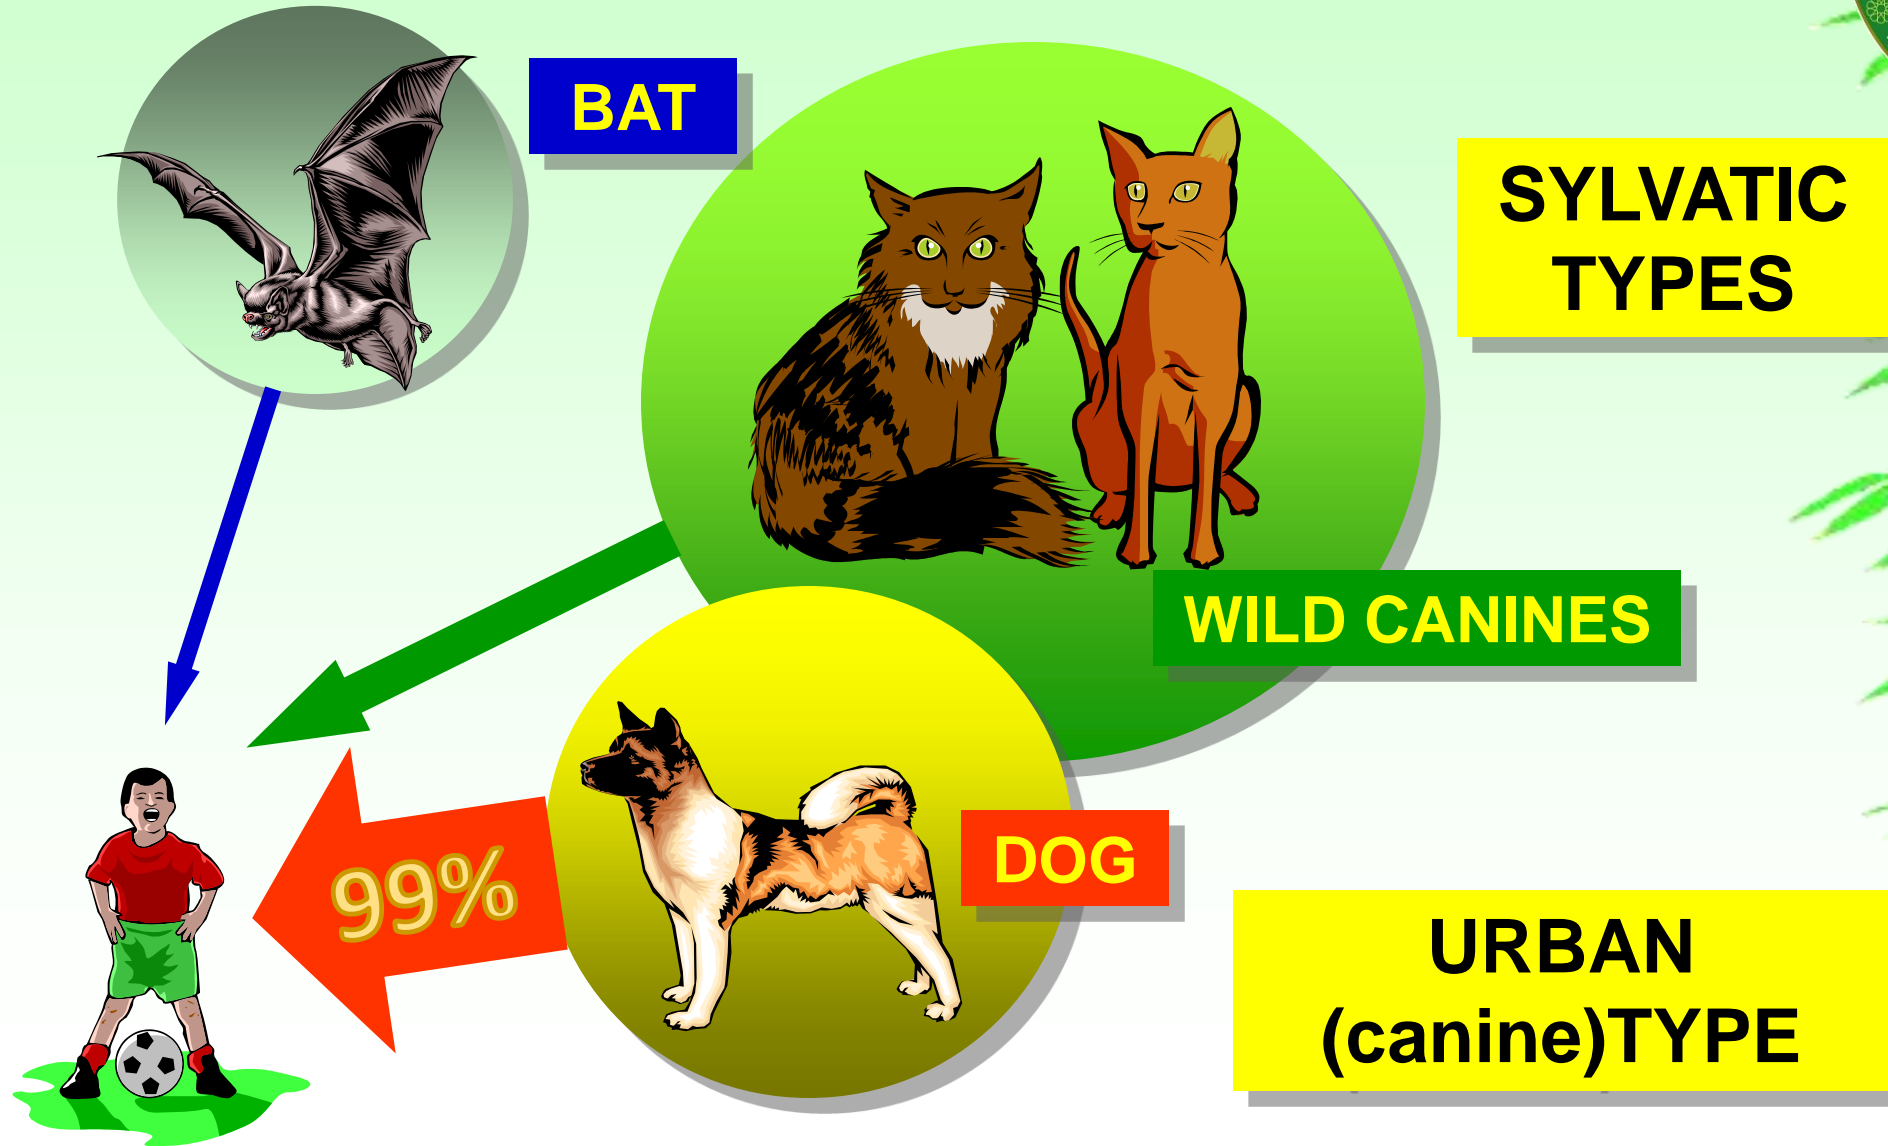 BAT
SYLVATIC
TYPES
WILD CANINES
99%
DOG
URBAN
(canine)TYPE